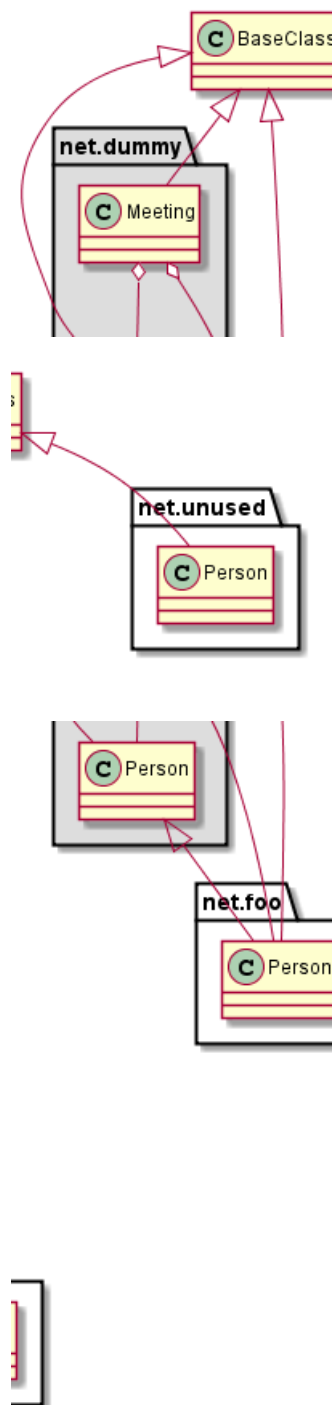 C BaseClass
net.dummy
C Meeting
s
net.unused
C Person
C Person
net.foo
C Person